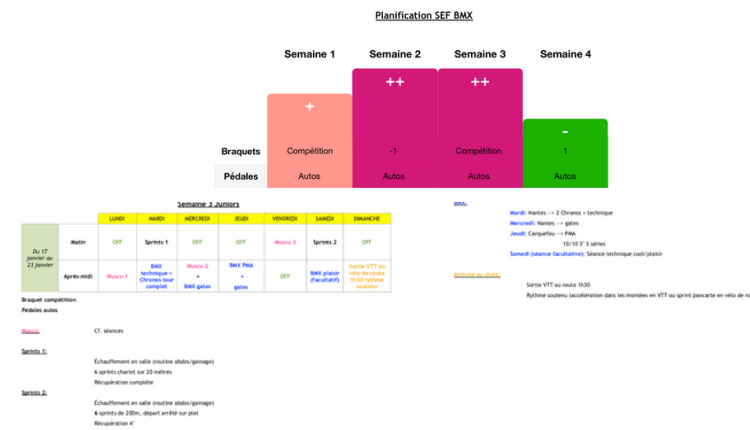 Planification SEF BMX
Semaine 1 Semaine 2 Semaine 3 Semaine 4
+ ++ ++ -
Braquets Compétition -1 Compétition 1
Pédales Autos Autos Autos Autos
Semaine 3 Juniors
LUNDI MARDI MERCREDI JEUDI VENDREDI SAMEDI DIMANCHE
Du 17 janvier au 23 janvier
Matin OFF Sprints 1 OFF OFF Muscu 3 Sprints 2 OFF
Après-midi Muscu 1 BMX technique + Chronos tour complet Muscu 2 + BMX gates BMX PMA + gates OFF BMX plaisir (facultatif) Sortie VTT ou vélo de route 1h30 rythme soutenu
Braquet compétition
Pédales autos
Muscu:
Cf. séances
Sprints 1:
Échauffement en salle (routine abdos/gainage)
6 sprints chariot sur 20 mètres
Récupération complète
Sprints 2:
Échauffement en salle (routine abdos/gainage)
6 sprints de 200m, départ arrêté sur plat
Récupération 4'
BMX:
Mardi: Nantes --> 2 Chronos + technique
Mercredi: Nantes --> gates
Jeudi: Carquefou --> PMA
10/10 3' 3 séries
Samedi (séance facultative): Séance technique cool/plaisir
Activité au choix:
Sortie VTT ou route 1h30
Rythme soutenu (accélération dans les montées en VTT ou sprint pancarte en vélo de ro